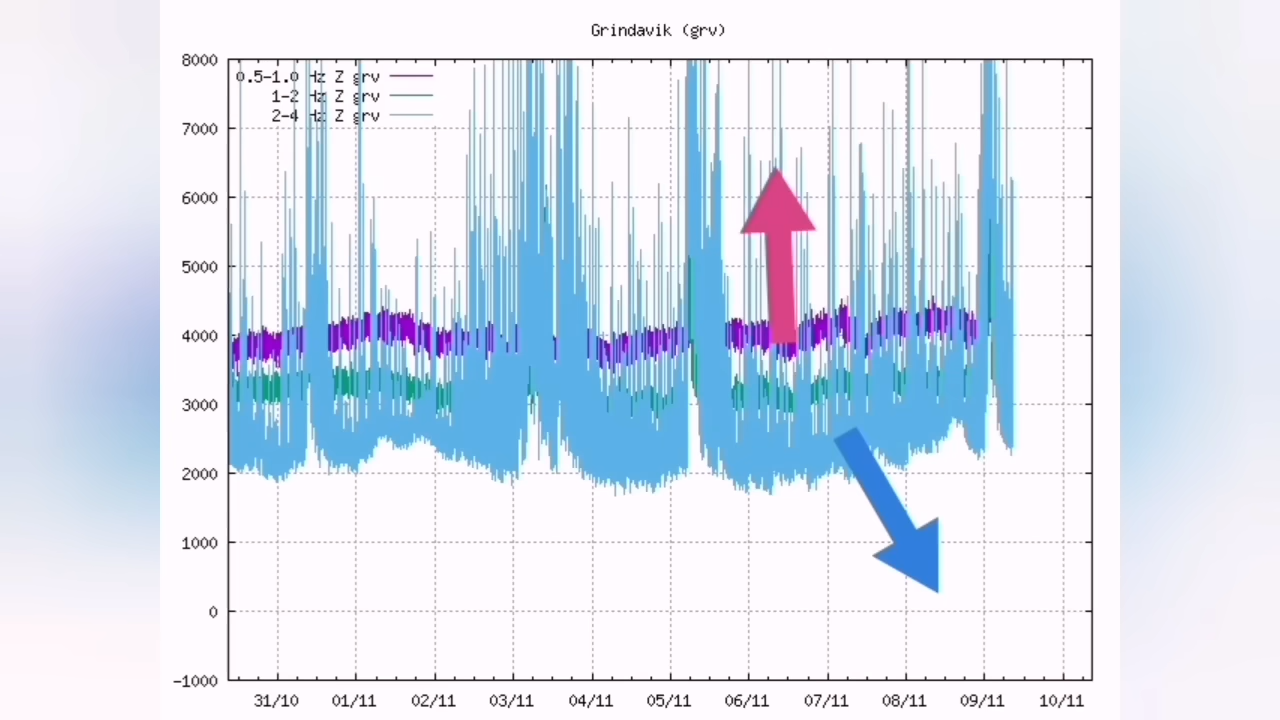 Grindavik (grv)
8000
0.5-1.0 Hz Z grv
1-2 Hz Z grv
2-4 Hz Z grv
7000
6000
5000
4000
3000
2000
1000
0
-1000
31/10 01/11 02/11 03/11 04/11 05/11 06/11 07/11 08/11 09/11 10/11